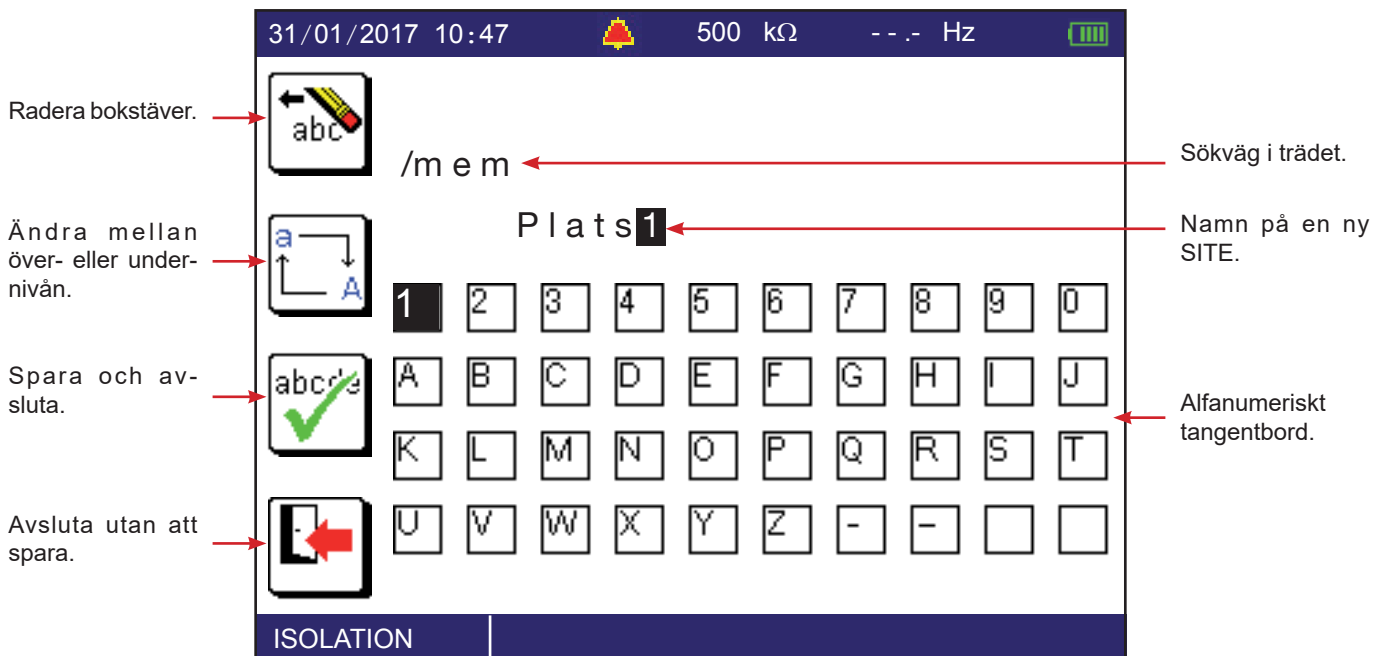 31/01/2017 10:47 500 kΩ - - .- Hz
Radera bokstäver.
abc
/mem
Sökväg i trädet.
Ändra mellan
över- eller under-
nivån.
a
A
Plats1
Namn på en ny
SITE.
1 2 3 4 5 6 7 8 9 0
Spara och av-
sluta.
abcde
A B C D E F G H I J
Alfanumeriskt
tangentbord.
K L M N O P Q R S T
Avsluta utan att
spara.
U V W X Y Z - –
ISOLATION